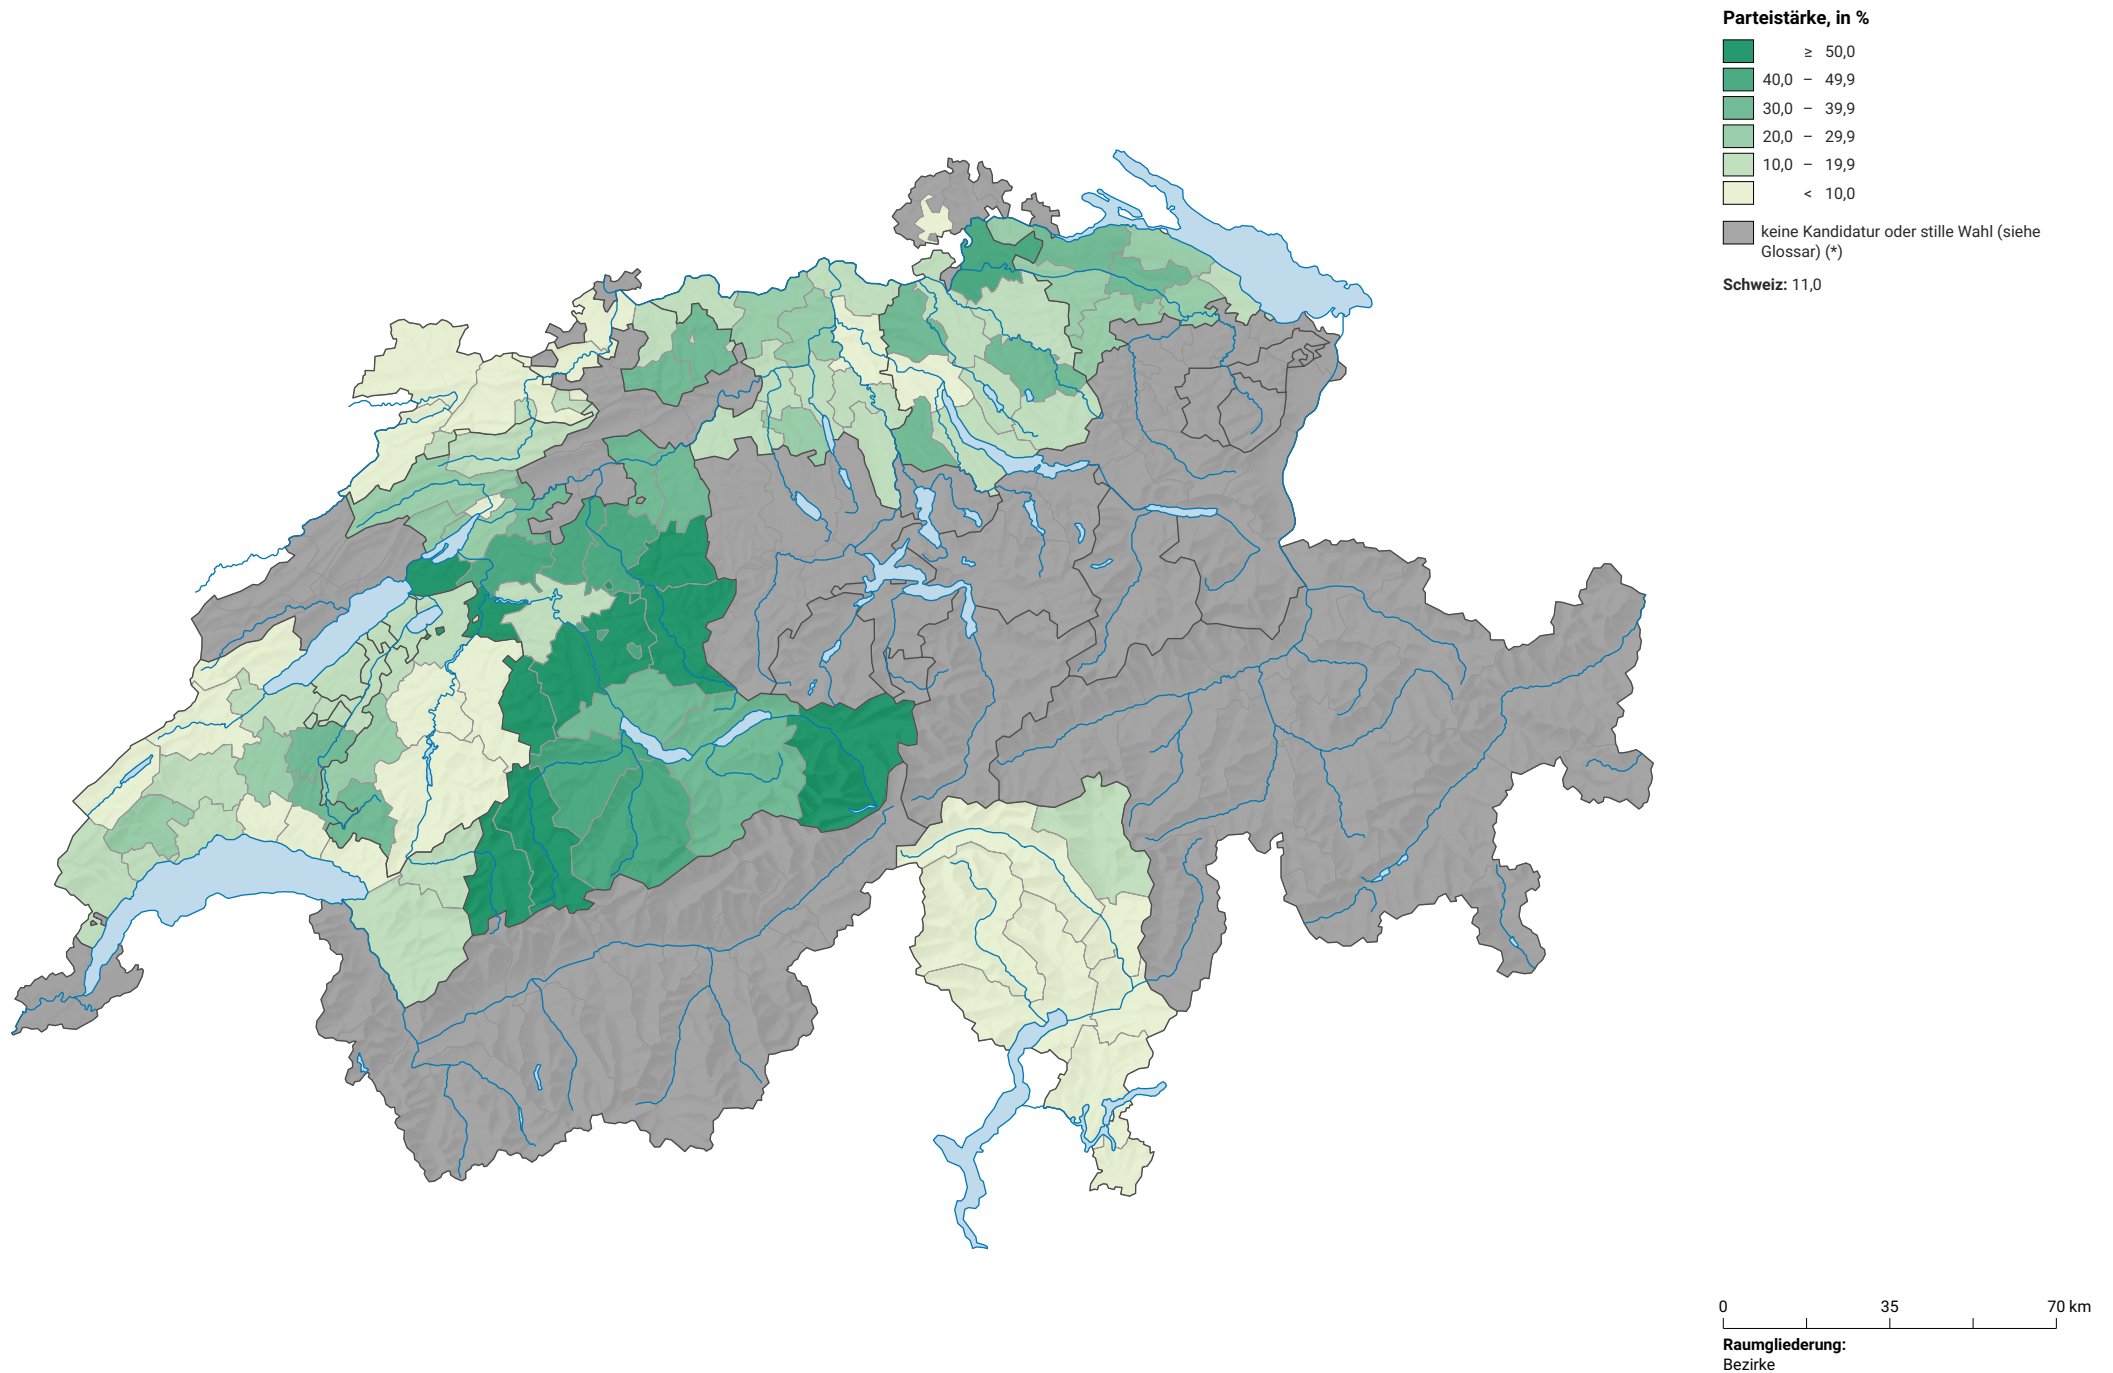 Parteistärke, in %
≥ 50,0
40,0 – 49,9
30,0 – 39,9
20,0 – 29,9
10,0 – 19,9
< 10,0
keine Kandidatur oder stille Wahl (siehe
Glossar) (*)
Schweiz: 11,0
0 35 70 km
Raumgliederung:
Bezirke